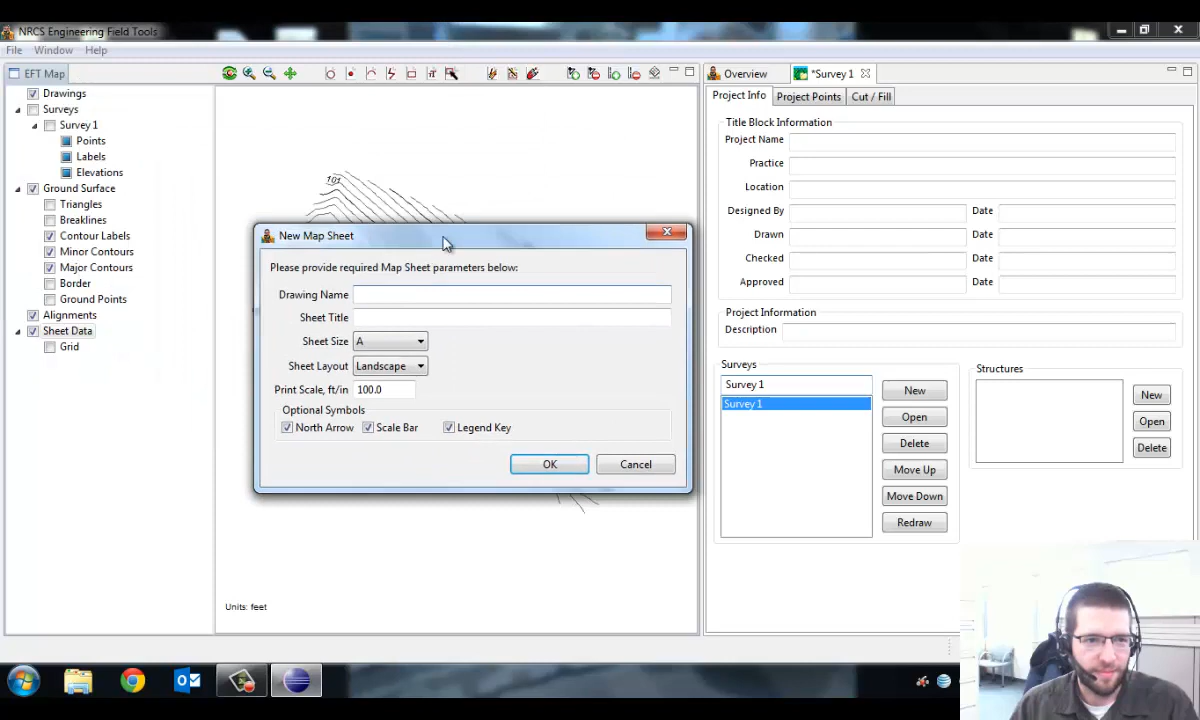 NRCS Engineering Field Tools
File Window Help
EFT Map
Drawings
Surveys
Survey 1
Points
Labels
Elevations
Ground Surface
Triangles
Breaklines
Contour Labels
Minor Contours
Major Contours
Border
Ground Points
Alignments
Sheet Data
Grid
101
Units: feet
New Map Sheet
Please provide required Map Sheet parameters below:
Drawing Name
Sheet Title
Sheet Size A
Sheet Layout Landscape
Print Scale, ft/in 100.0
Optional Symbols
North Arrow Scale Bar Legend Key
OK Cancel
Overview *Survey 1
Project Info Project Points Cut / Fill
Title Block Information
Project Name
Practice
Location
Designed By Date
Drawn Date
Checked Date
Approved Date
Project Information
Description
Surveys
Survey 1
Survey 1
New
Open
Delete
Move Up
Move Down
Redraw
Structures
New
Open
Delete